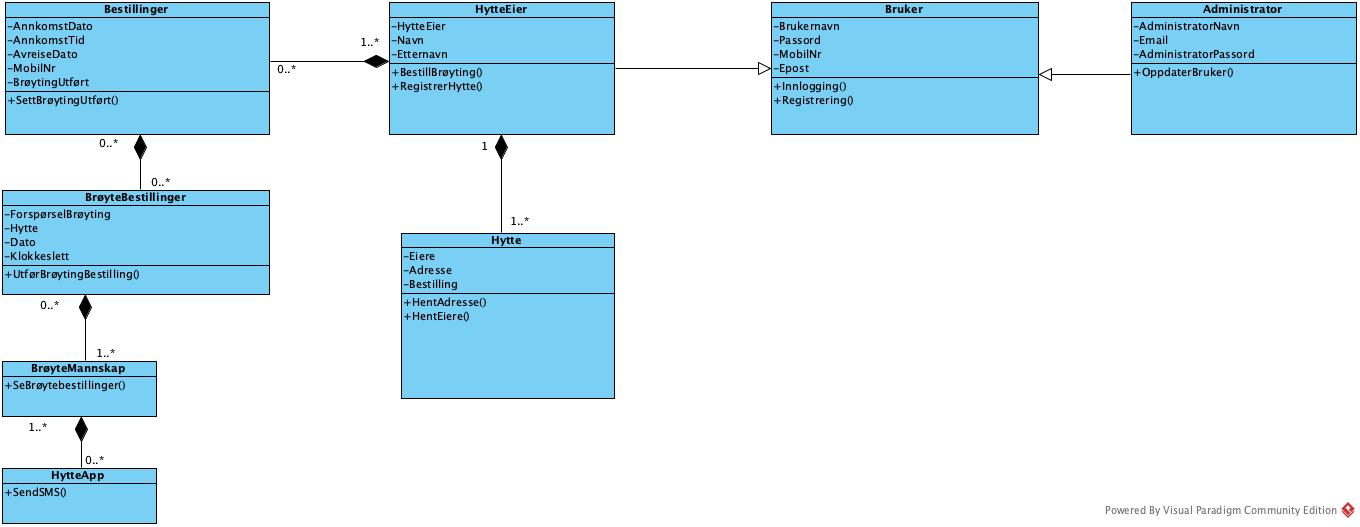 Bestillinger
-AnnkomstDato
-AnnkomstTid
-AvreiseDato
-MobilNr
-BrøytingUtført
+SettBrøytingUtført()
0..*
1..*
HytteEier
-HytteEier
-Navn
-Etternavn
+BestillBrøyting()
+RegistrerHytte()
Bruker
-Brukernavn
-Passord
-MobilNr
-Epost
+Innlogging()
+Registrering()
Administrator
-AdministratorNavn
-Email
-AdministratorPassord
+OppdaterBruker()
0..*
0..*
BrøyteBestillinger
-ForspørselBrøyting
-Hytte
-Dato
-Klokkeslett
+UtførBrøytingBestilling()
1
1..*
Hytte
-Eiere
-Adresse
-Bestilling
+HentAdresse()
+HentEiere()
0..*
1..*
BrøyteMannskap
+SeBrøytebestillinger()
1..*
0..*
HytteApp
+SendSMS()
Powered By Visual Paradigm Community Edition